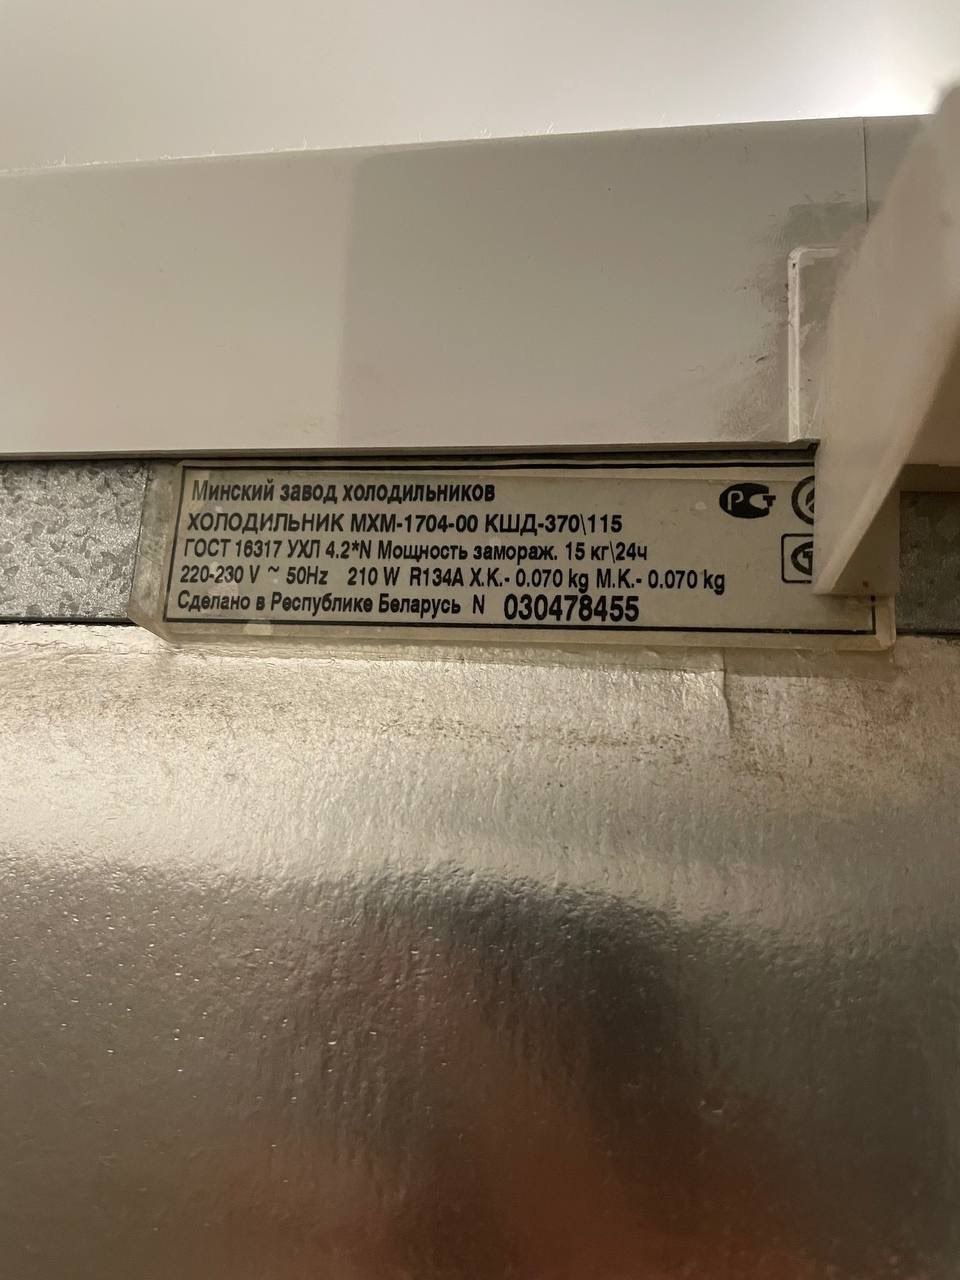 Минский завод холодильников
ХОЛОДИЛЬНИК МХМ-1704-00 КШД-370\115
ГОСТ 16317 УХЛ 4.2*N Мощность замораж. 15 кг\24ч
220-230 V ~ 50Hz 210 W R134A Х.К.- 0.070 kg М.К.- 0.070 kg
Сделано в Республике Беларусь N 030478455
РСТ